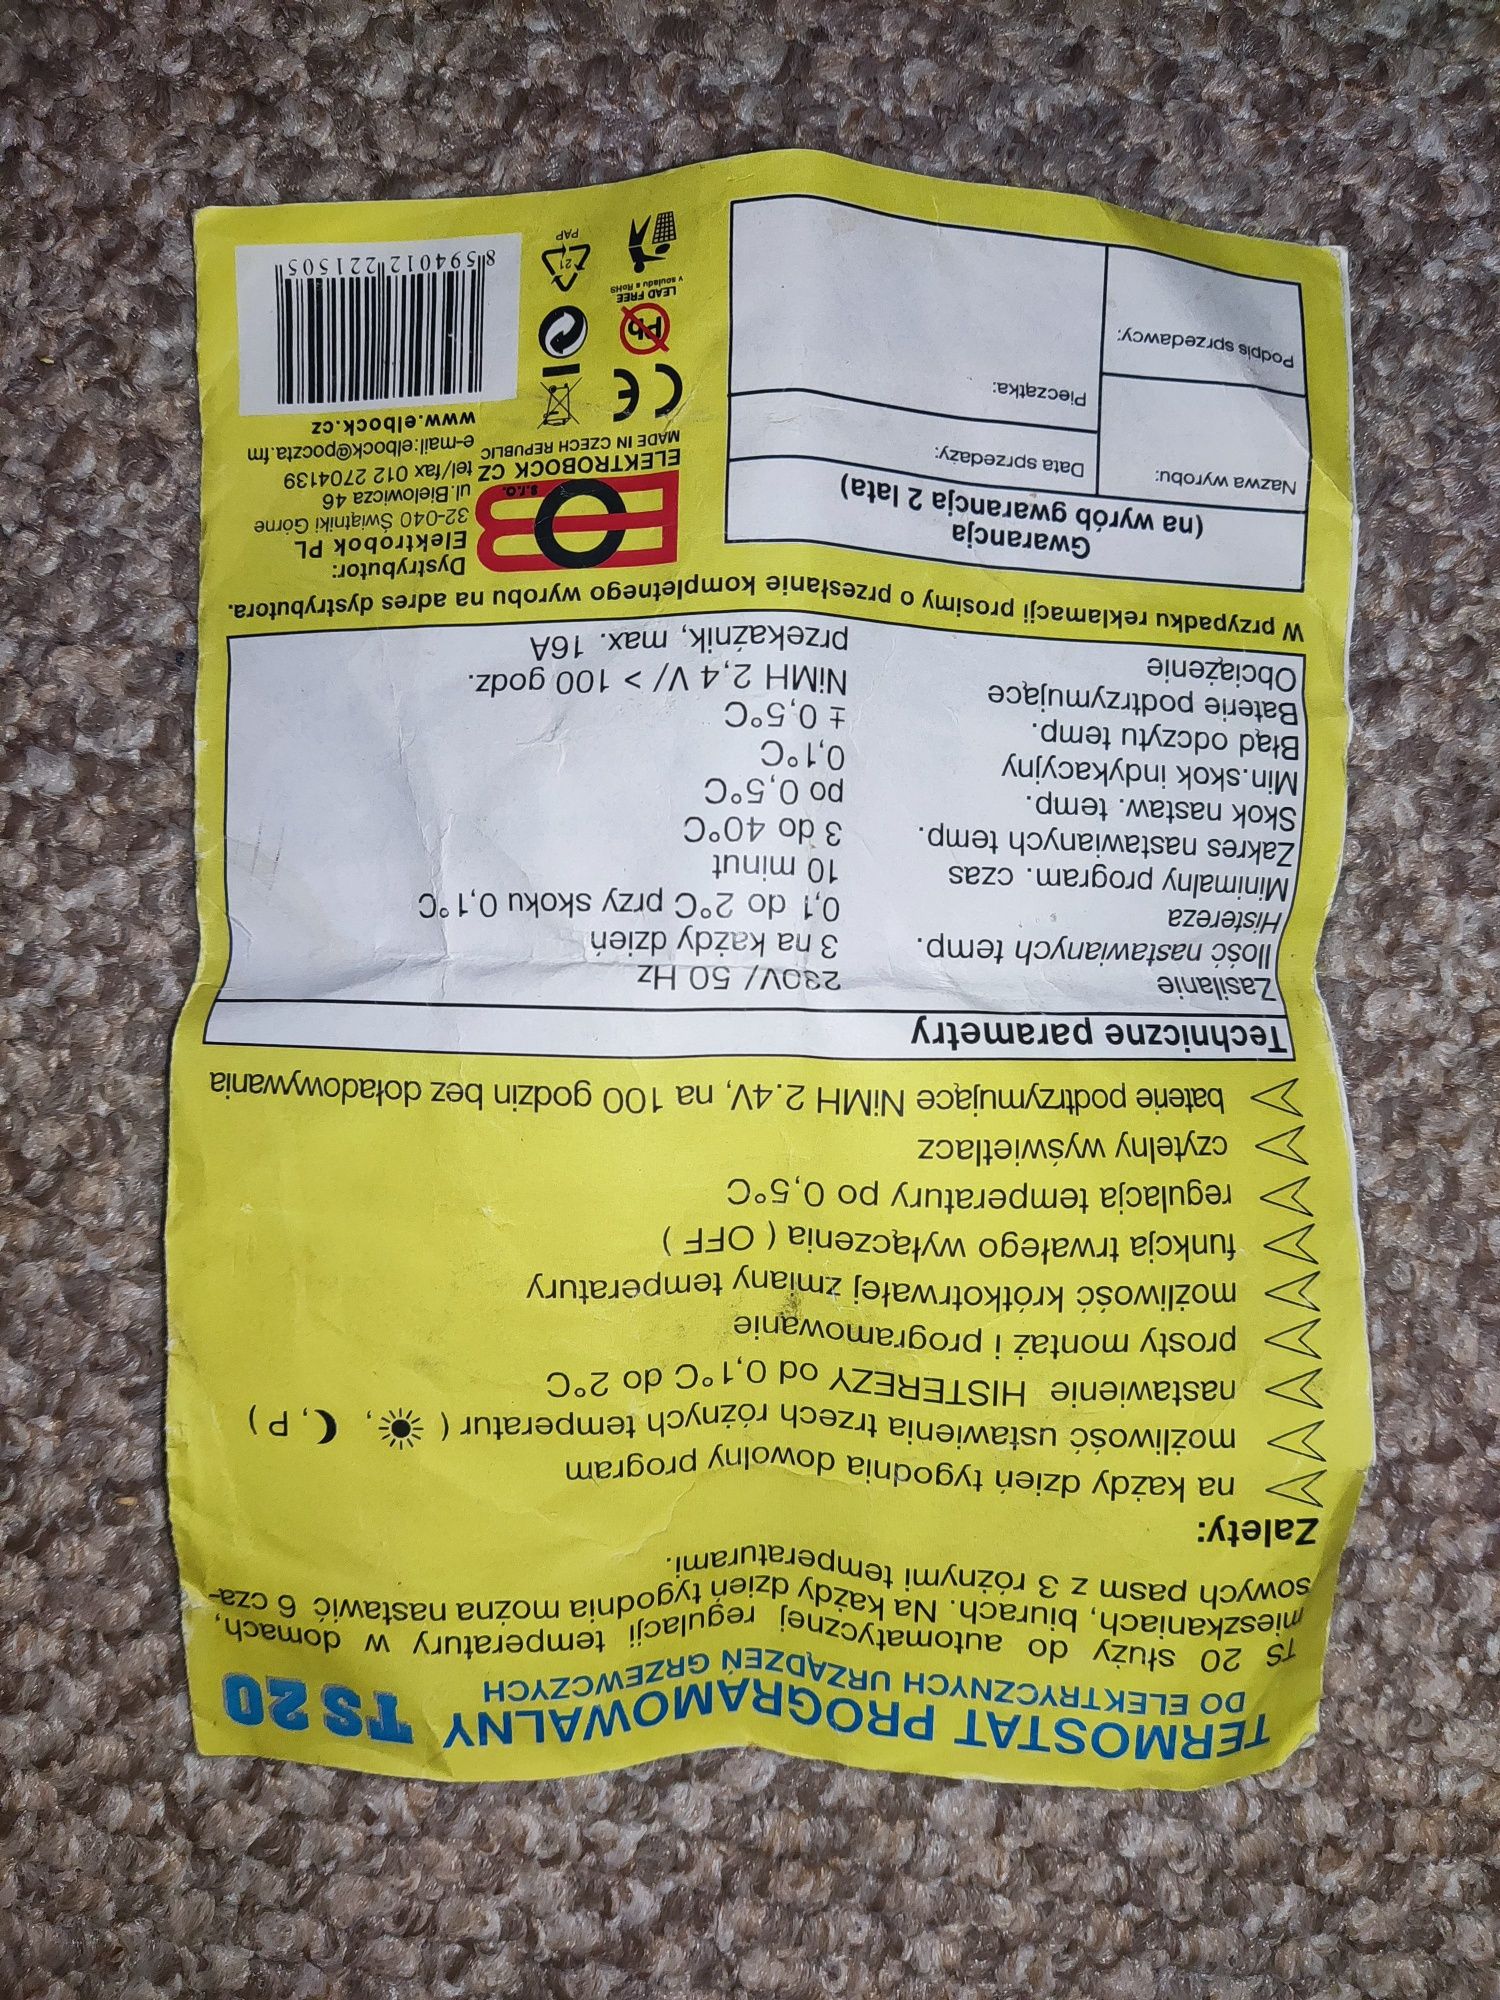 TERMOSTAT PROGRAMOWALNY TS 20
DO ELEKTRYCZNYCH URZĄDZEŃ GRZEWCZYCH
TS 20 służy do automatycznej regulacji temperatury w domach,
mieszkaniach, biurach. Na każdy dzień tygodnia można nastawić 6 cza-
sowych pasm z 3 różnymi temperaturami.
Zalety:
na każdy dzień tygodnia dowolny program
możliwość ustawienia trzech różnych temperatur ( ☀, ☾, P )
nastawienie HISTEREZY od 0,1°C do 2°C
prosty montaż i programowanie
możliwość krótkotrwałej zmiany temperatury
funkcja trwałego wyłączenia ( OFF )
regulacja temperatury po 0,5°C
czytelny wyświetlacz
baterie podtrzymujące NiMH 2.4V, na 100 godzin bez doładowywania
Techniczne parametry
Zasilanie 230V/ 50 Hz
Ilość nastawianych temp. 3 na każdy dzień
Histereza 0,1 do 2°C przy skoku 0,1°C
Minimalny program. czas 10 minut
Zakres nastawianych temp. 3 do 40°C
Skok nastaw. temp. po 0,5°C
Min.skok indykacyjny 0,1°C
Błąd odczytu temp. ± 0,5°C
Baterie podtrzymujące NiMH 2,4 V/ > 100 godz.
Obciążenie przekaźnik, max. 16A
W przypadku reklamacji prosimy o przesłanie kompletnego wyrobu na adres dystrybutora.
Gwarancja
(na wyrób gwarancja 2 lata)
Nazwa wyrobu:
Data sprzedaży:
Pieczątka:
Podpis sprzedawcy:
EOB
s.r.o.
ELEKTROBOCK CZ
MADE IN CZECH REPUBLIC
Dystrybutor:
Elektrobok PL
32-040 Świątniki Górne
ul.Bielowicza 46
tel/fax 012 2704139
e-mail:elbock@poczta.fm
www.elbock.cz
CE
Pb
LEAD FREE
v souladu s RoHS
21
PAP
8 594012 221505